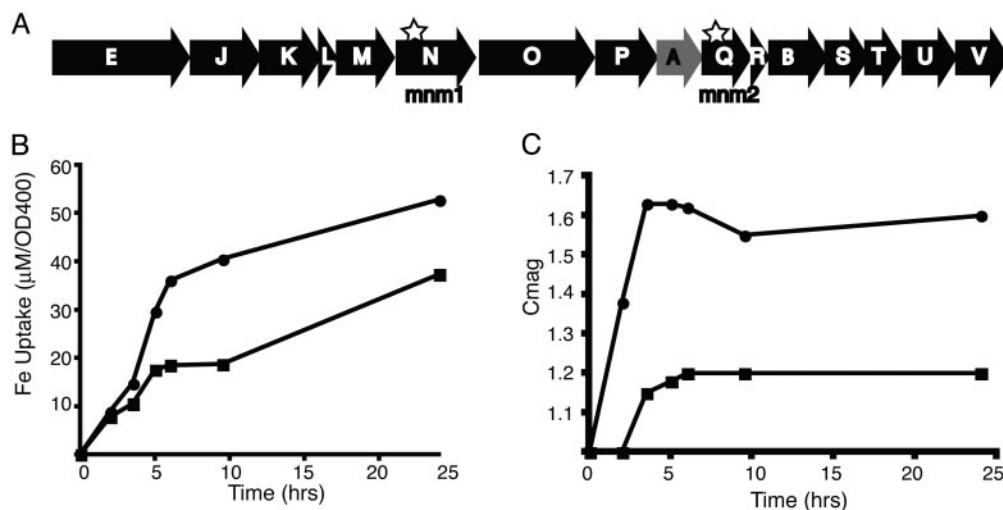 A
E J K L M N O P A Q R B S T U V
mnm1 mnm2
B
C
Fe Uptake (µM/OD400)
60
50
40
30
20
10
0 5 10 15 20 25
Time (hrs)
Cmag
1.7
1.6
1.5
1.4
1.3
1.2
1.1
0 5 10 15 20 25
Time (hrs)